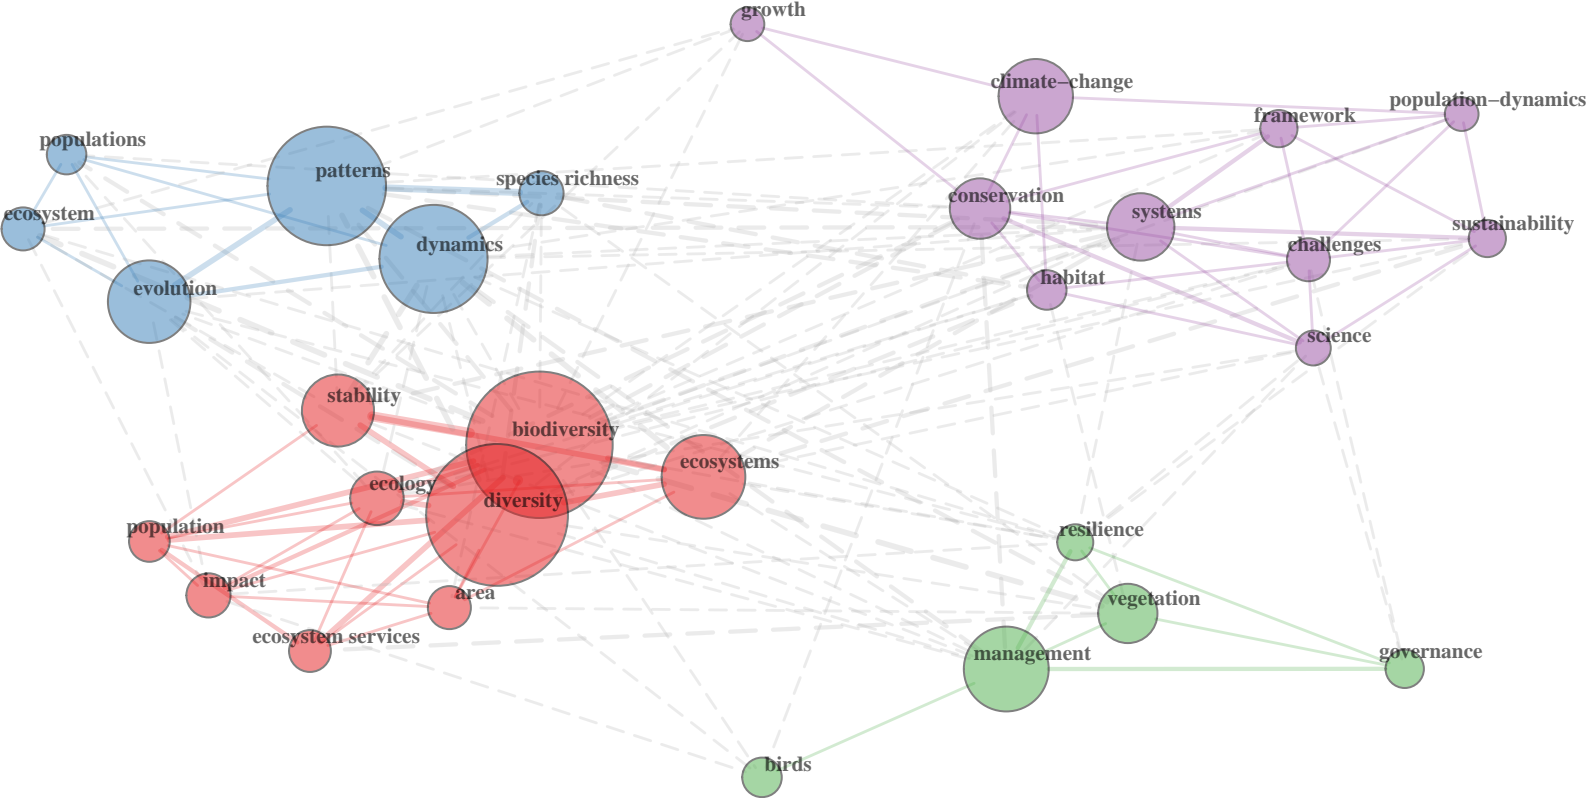 growth
climate−change
population−dynamics
framework
populations
patterns
species richness
conservation
systems
ecosystem
sustainability
dynamics
challenges
habitat
evolution
science
stability
biodiversity
ecosystems
ecology
diversity
population
resilience
impact
area
vegetation
ecosystem services
management
governance
birds